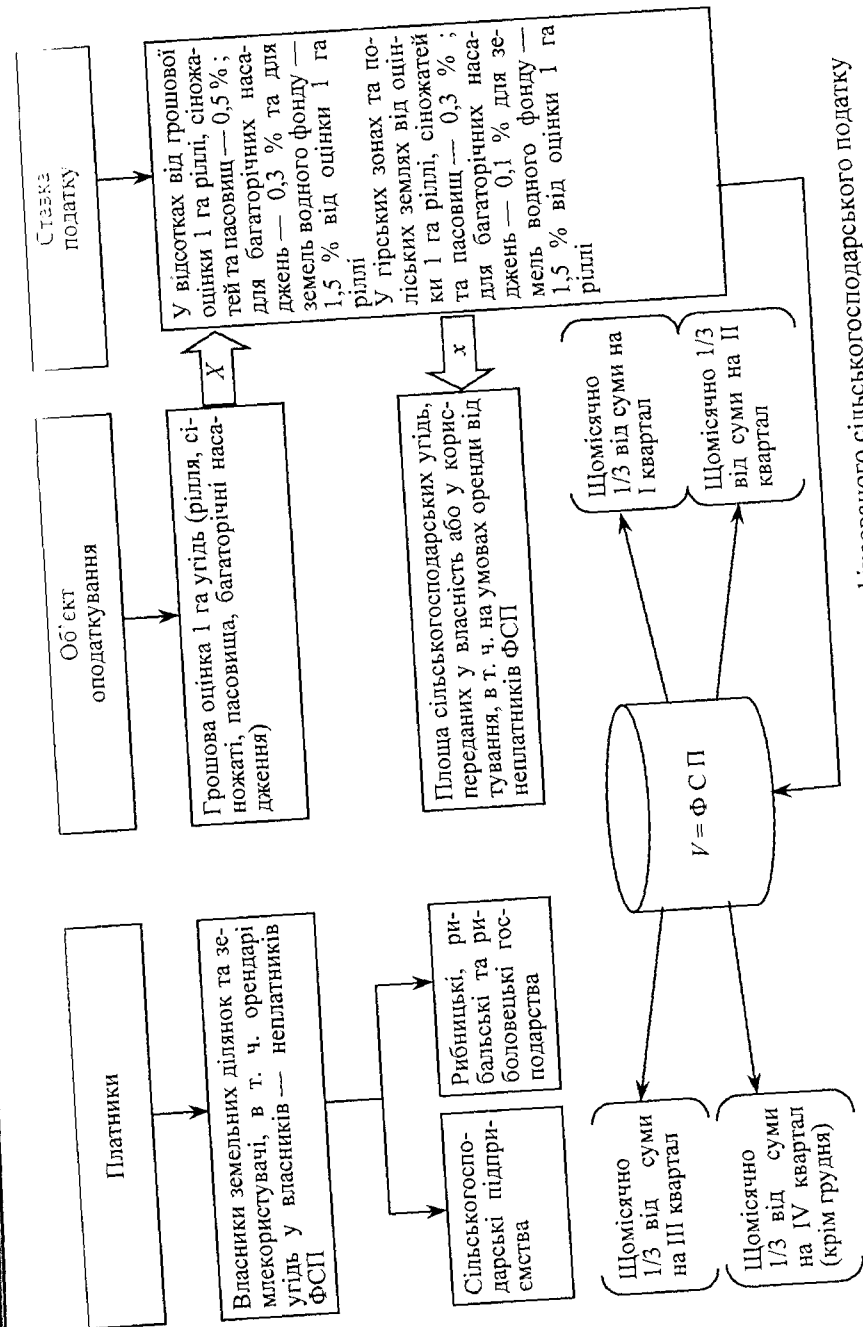 Платники
Власники земельних ділянок та зе-
млекористувачі, в т. ч. орендарі
угідь у власників — неплатників
ФСП
Сільськогоспо-
дарські підпри-
ємства
Рибницькі, ри-
бальські та ри-
боловецькі гос-
подарства
Об'єкт
оподаткування
Грошова оцінка 1 га угідь (рілля, сі-
ножаті, пасовища, багаторічні наса-
дження)
X
Площа сільськогосподарських угідь,
переданих у власність або у корис-
тування, в т. ч. на умовах оренди від
неплатників ФСП
x
Ставка
податку
У відсотках від грошової
оцінки 1 га ріллі, сіножа-
тей та пасовищ — 0,5 % ;
для багаторічних наса-
джень — 0,3 % та для
земель водного фонду —
1,5 % від оцінки 1 га
ріллі
У гірських зонах та по-
ліських землях від оцін-
ки 1 га ріллі, сіножатей
та пасовищ — 0,3 % ;
для багаторічних наса-
джень — 0,1 % для зе-
мель водного фонду —
1,5 % від оцінки 1 га
ріллі
Щомісячно
1/3 від суми
на III квартал
Щомісячно
1/3 від суми
на IV квартал
(крім грудня)
V = Ф С П
Щомісячно
1/3 від суми на
I квартал
Щомісячно 1/3
від суми на II
квартал
сільськогосподарського податку